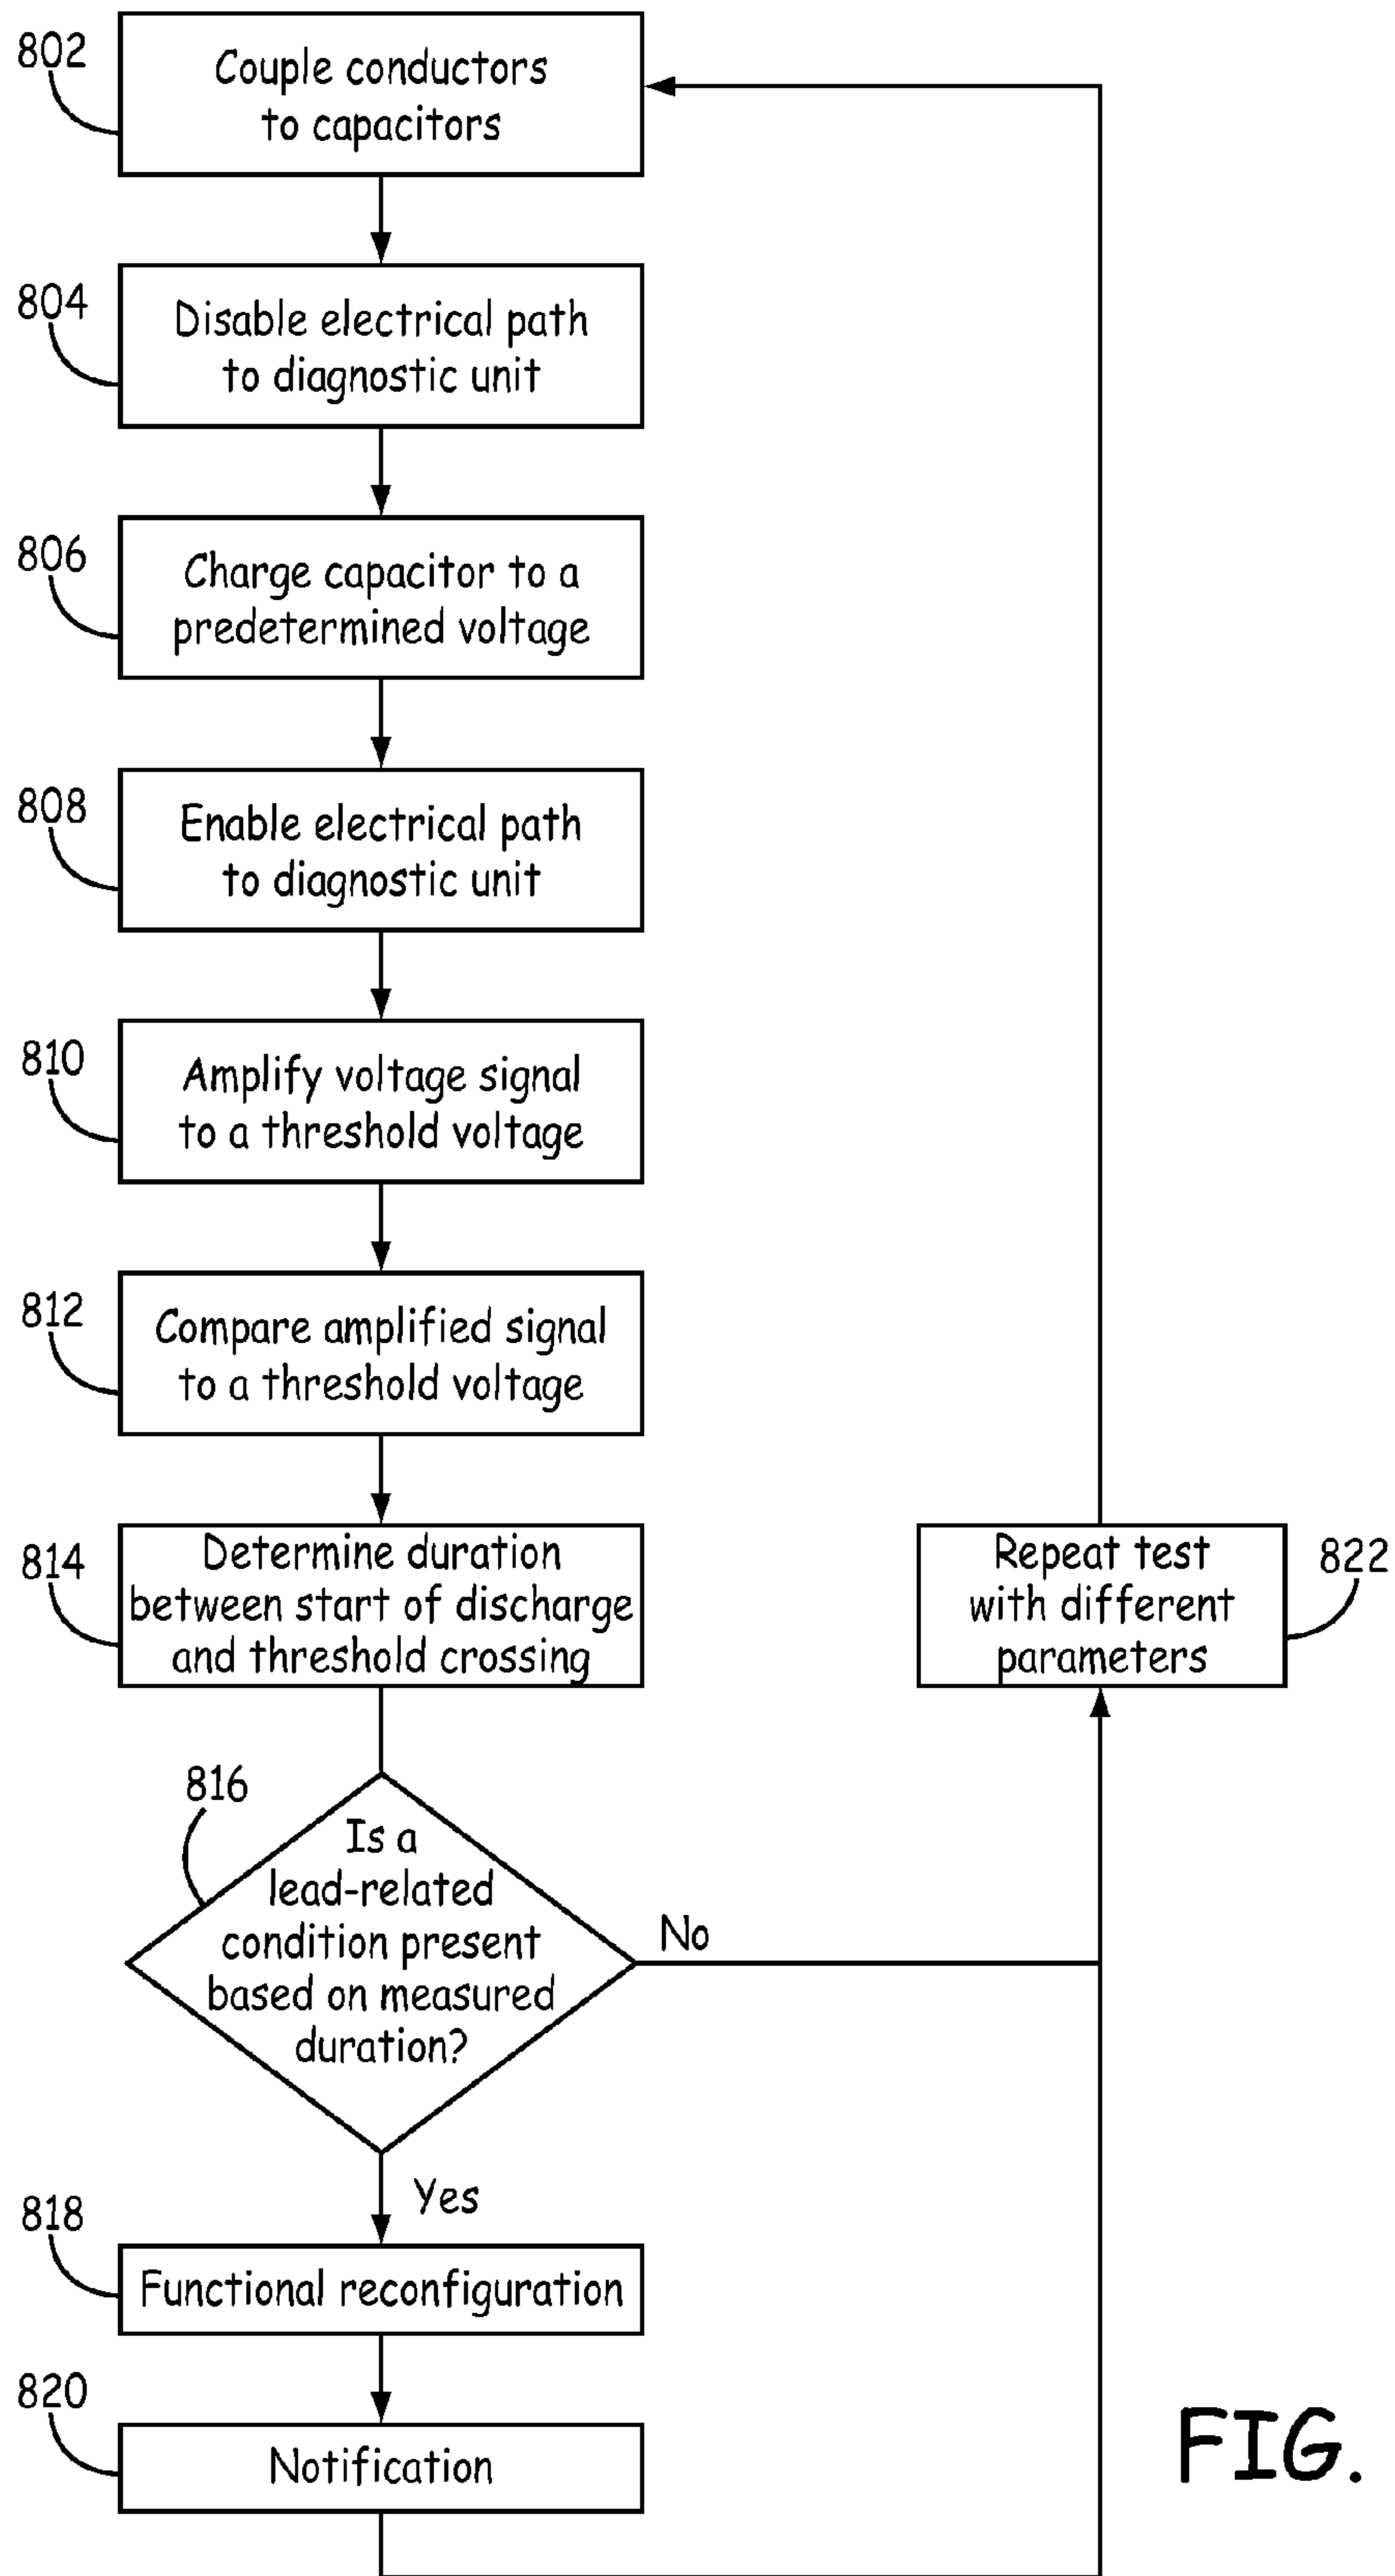 802
Couple conductors
to capacitors
804
Disable electrical path
to diagnostic unit
806
Charge capacitor to a
predetermined voltage
808
Enable electrical path
to diagnostic unit
810
Amplify voltage signal
to a threshold voltage
812
Compare amplified signal
to a threshold voltage
814
Determine duration
between start of discharge
and threshold crossing
Repeat test
with different
parameters
822
816
Is a
lead-related
condition present
based on measured
duration?
No
Yes
818
Functional reconfiguration
820
Notification
FIG.